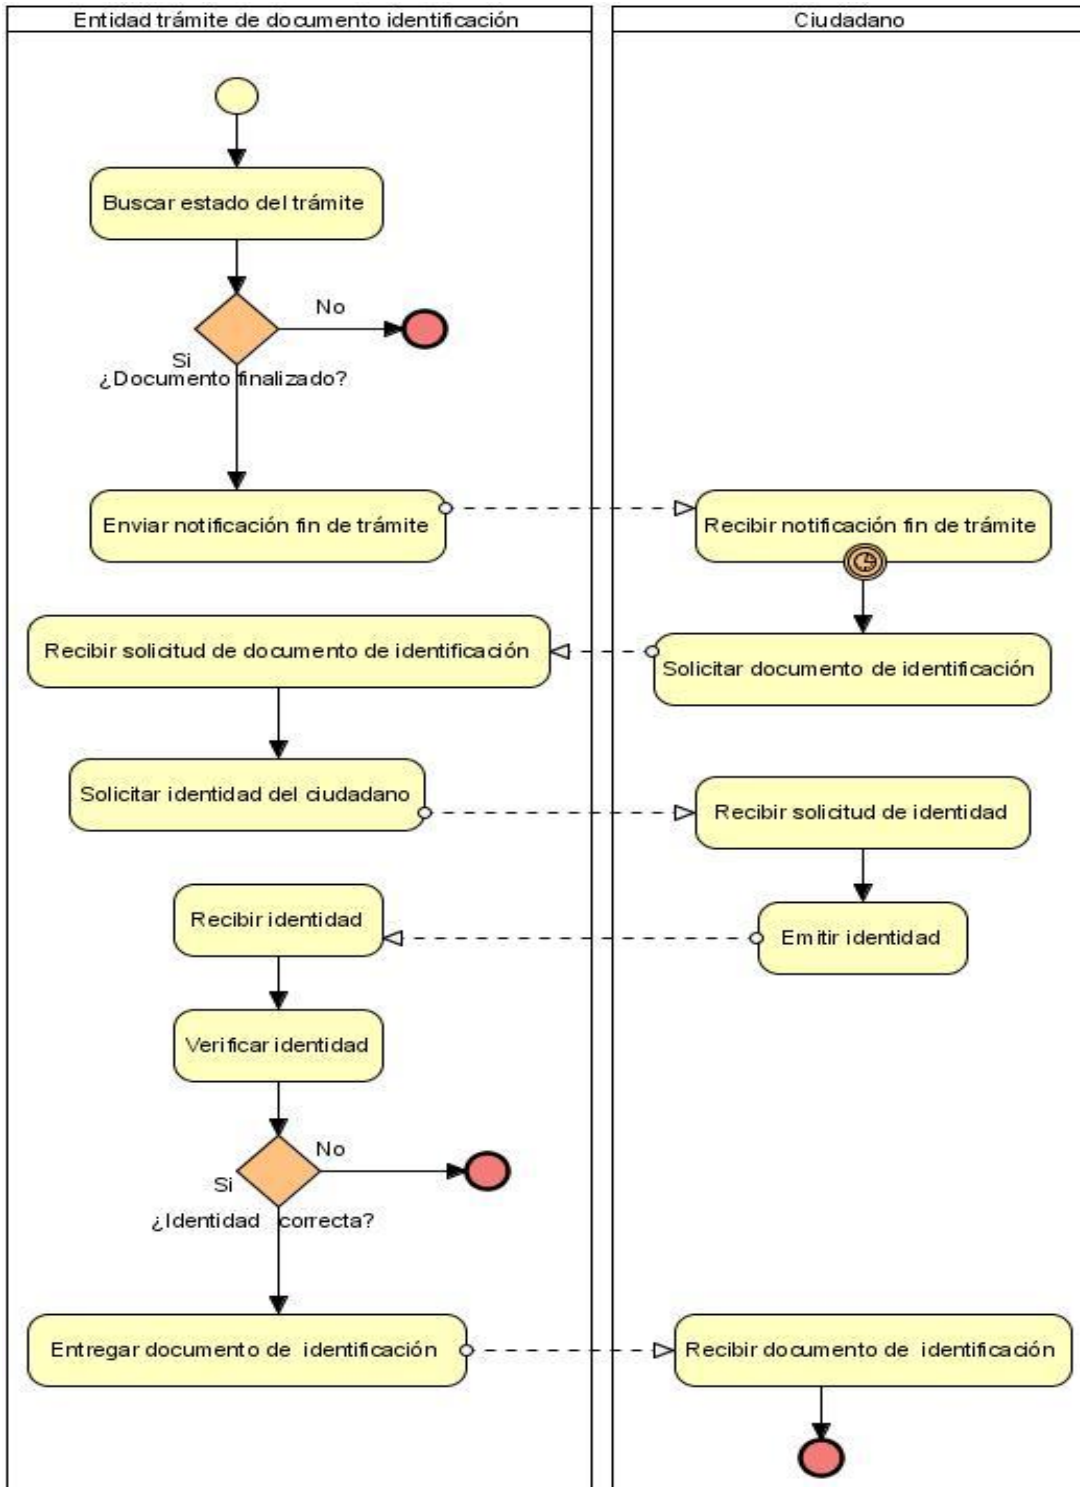 Entidad trámite de documento identificación
Ciudadano
Buscar estado del trámite
No
Si
¿Documento finalizado?
Enviar notificación fin de trámite
Recibir notificación fin de trámite
Recibir solicitud de documento de identificación
Solicitar documento de identificación
Solicitar identidad del ciudadano
Recibir solicitud de identidad
Recibir identidad
Emitir identidad
Verificar identidad
No
Si
¿Identidad correcta?
Entregar documento de identificación
Recibir documento de identificación